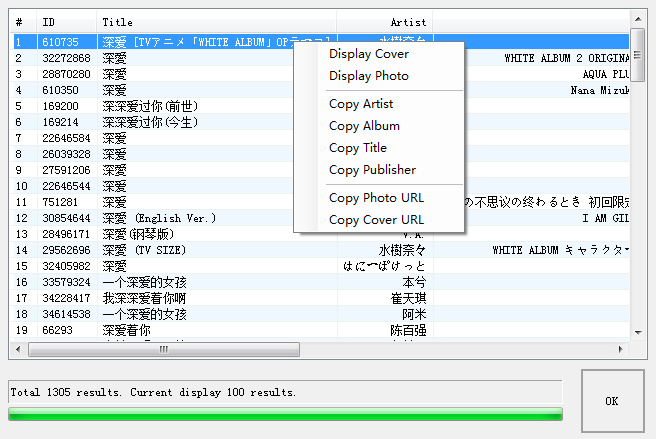 # ID Title Artist
1 610735 深爱 [TVアニメ「WHITE ALBUM」OPテーマ] 水樹奈々
2 32272868 深爱 WHITE ALBUM 2 ORIGINA
3 28870280 深爱 AQUA PLU
4 610350 深爱 Nana Mizuk
5 169200 深深爱过你(前世)
6 169214 深深爱过你(今生)
7 22646584 深爱
8 26039328 深爱
9 27591206 深爱
10 22646544 深爱
11 751281 深爱 の不思议の终わるとき 初回限定
12 30854644 深爱 (English Ver.) I AM GIL
13 28496171 深爱(钢琴版) V.A.
14 29562696 深爱 (TV SIZE) 水樹奈々 WHITE ALBUM キャラクター
15 32405982 深爱 はに〜ぽけっと
16 33579324 一个深爱的女孩 本兮
17 34228417 我深深爱着你啊 崔天琪
18 34614538 一个深爱的女孩 阿米
19 66293 深爱着你 陈百强
Display Cover
Display Photo
Copy Artist
Copy Album
Copy Title
Copy Publisher
Copy Photo URL
Copy Cover URL
Total 1305 results. Current display 100 results.
OK